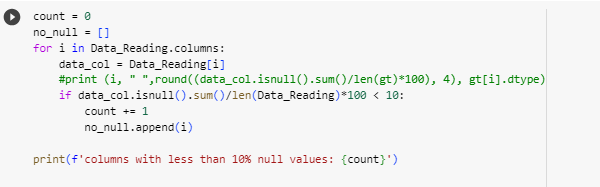 count = 0
no_null = []
for i in Data_Reading.columns:
    data_col = Data_Reading[i]
    #print (i, " ",round((data_col.isnull().sum()/len(gt)*100), 4), gt[i].dtype)
    if data_col.isnull().sum()/len(Data_Reading)*100 < 10:
        count += 1
        no_null.append(i)
print(f'columns with less than 10% null values: {count}')